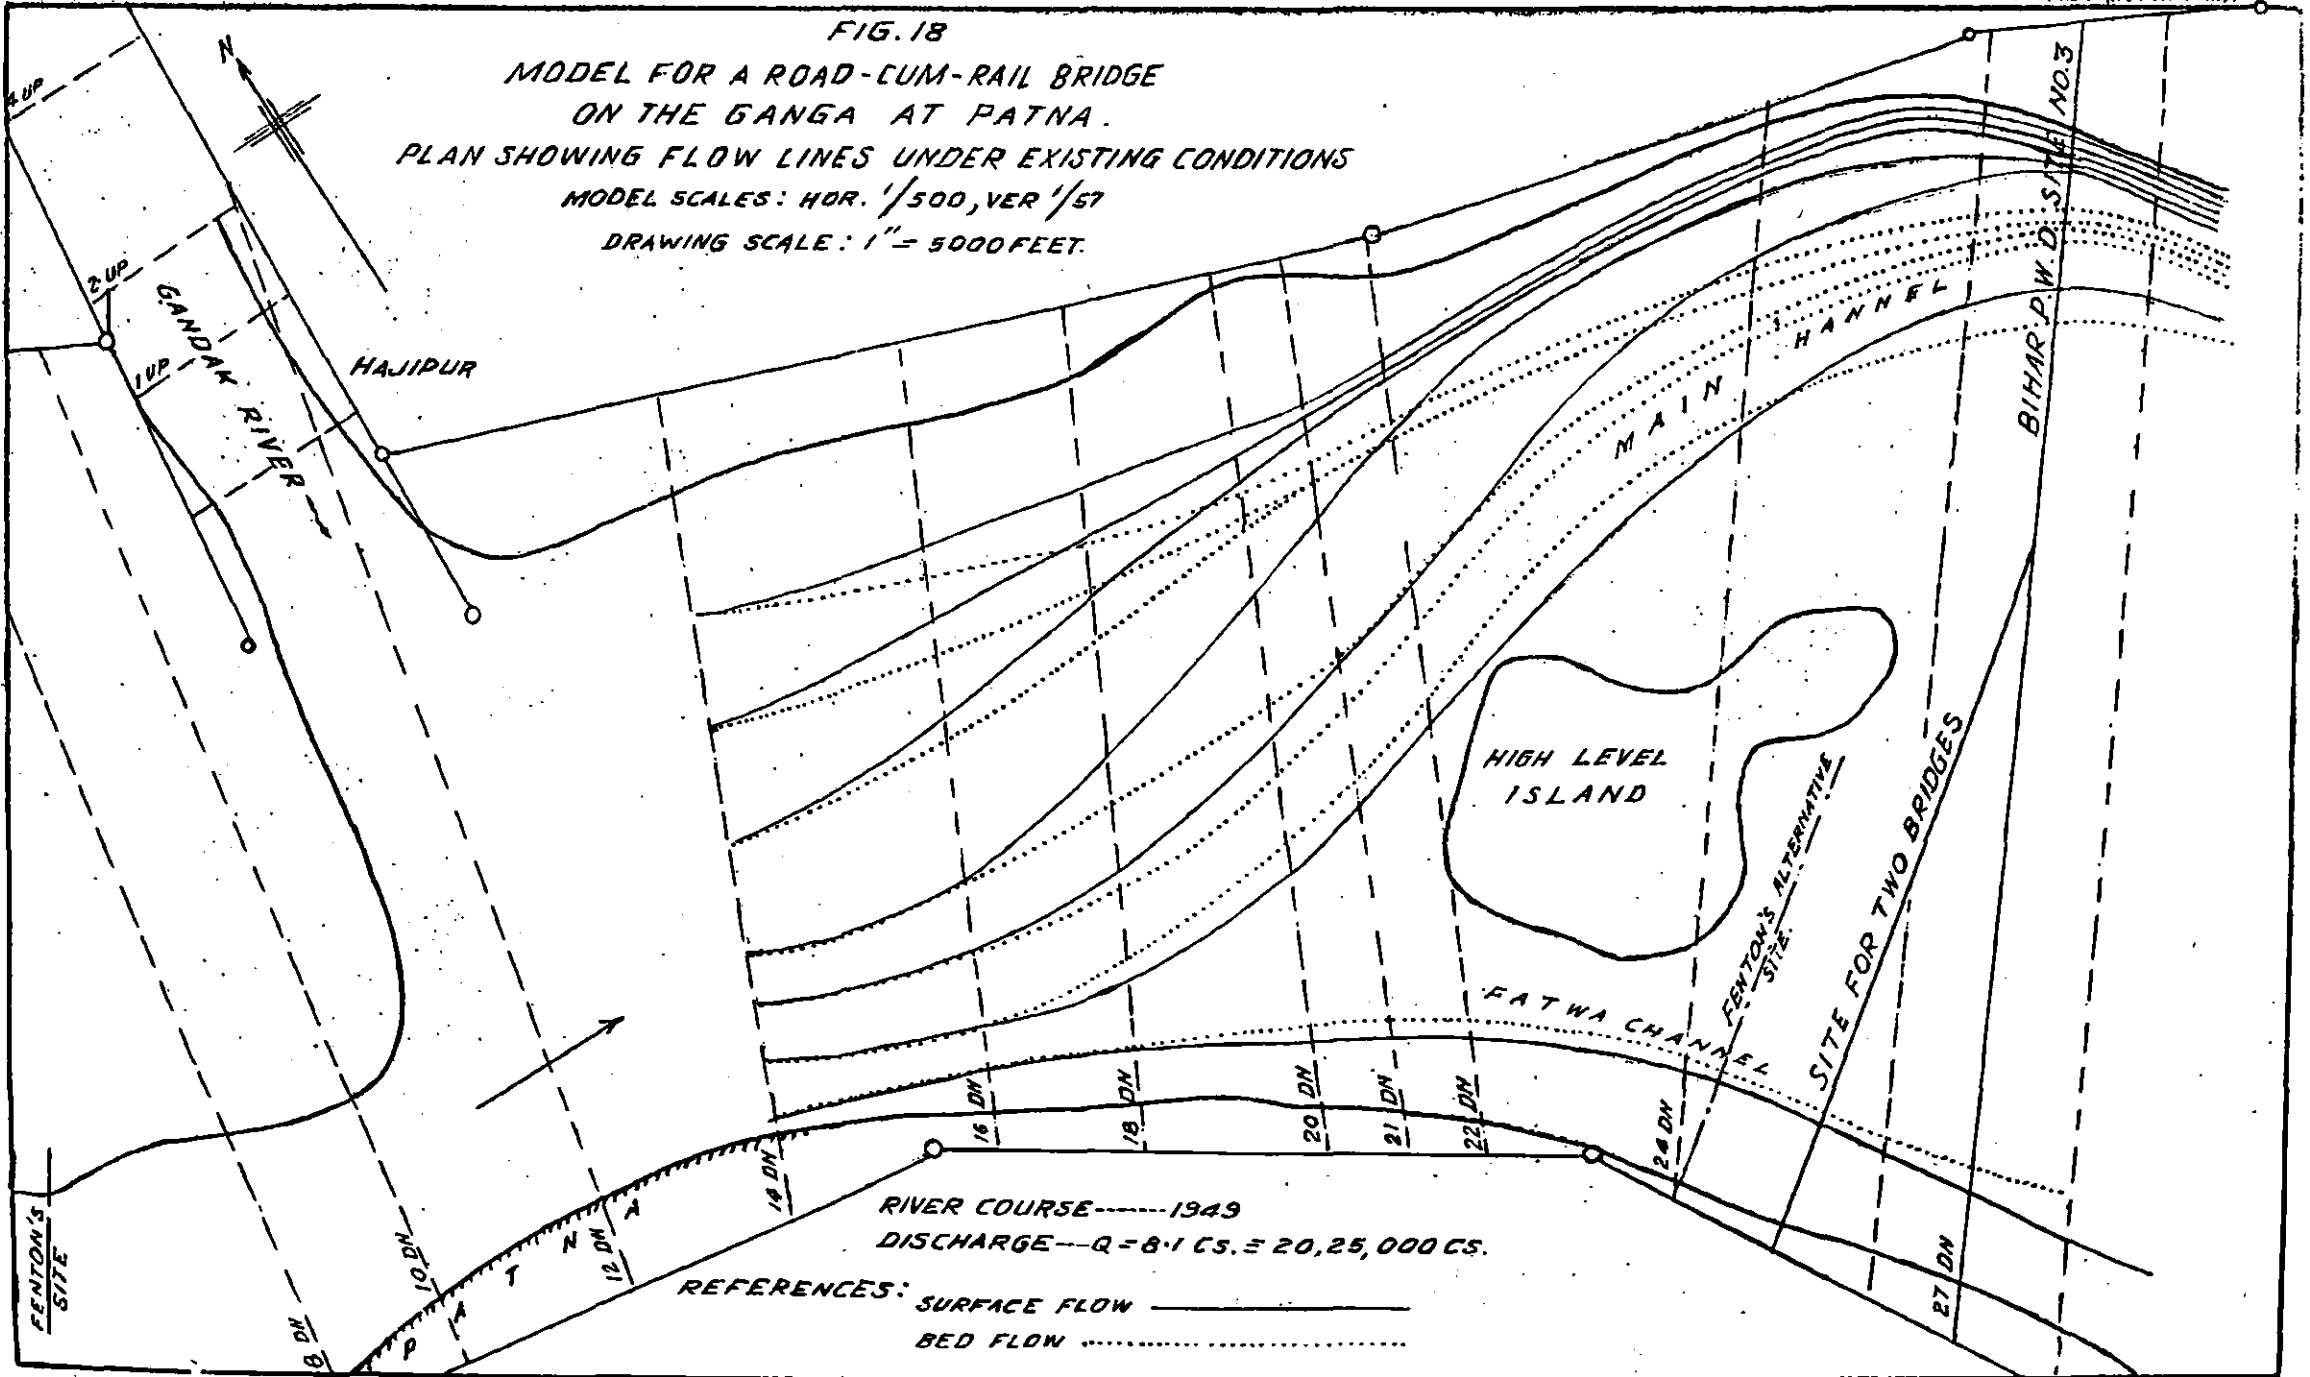 FIG. 18
MODEL FOR A ROAD-CUM-RAIL BRIDGE
ON THE GANGA AT PATNA.
PLAN SHOWING FLOW LINES UNDER EXISTING CONDITIONS
MODEL SCALES: HOR. 1/500, VER 1/57
DRAWING SCALE: 1" = 5000 FEET.
N
4 UP
2 UP
1 UP
GANDAK RIVER
HAJIPUR
MAIN
HANNEL
BIHAR P.W.D. SITE NO.3
HIGH LEVEL
ISLAND
FENTON'S ALTERNATIVE
SITE.
SITE FOR TWO BRIDGES
FATWA CHANNEL
FENTON'S
SITE
8 DN
10 DN
12 DN
14 DN
16 DN
18 DN
20 DN
21 DN
22 DN
24 DN
27 DN
PATNA
RIVER COURSE-------1949
DISCHARGE---Q = 8.1 CS. ≡ 20,25,000 CS.
REFERENCES:
SURFACE FLOW
BED FLOW